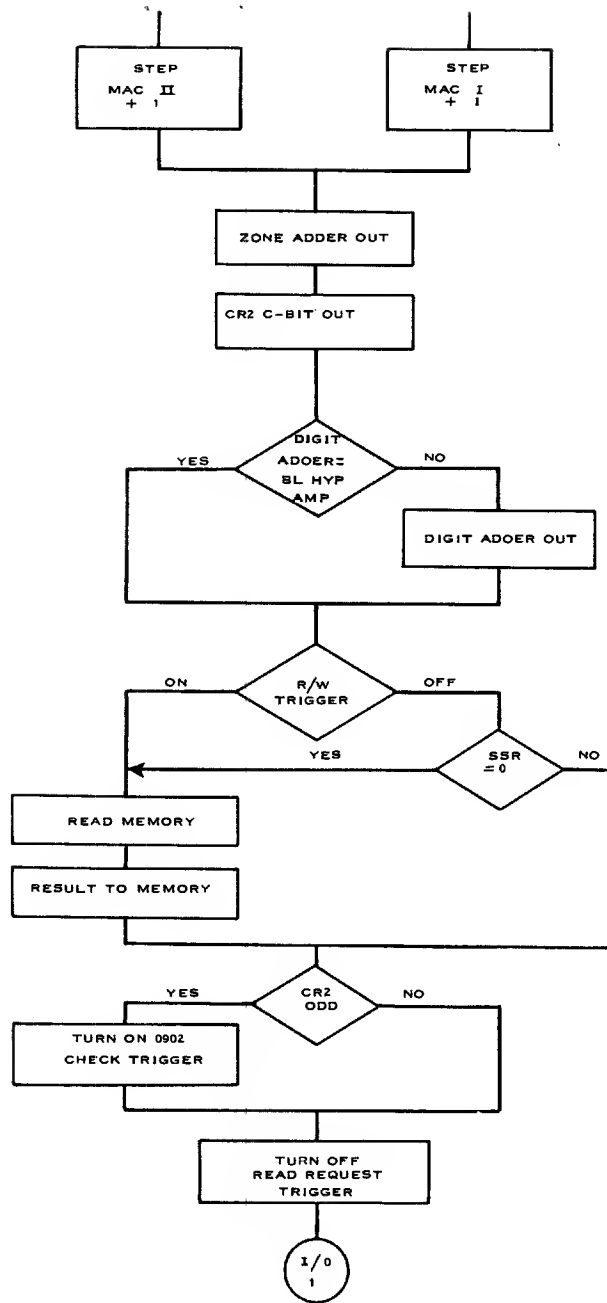 STEP
MAC II
+ 1
STEP
MAC I
+ 1
ZONE ADDER OUT
CR2 C-BIT OUT
DIGIT
ADOER=
BL HYP
AMP
YES
NO
DIGIT ADOER OUT
R/W
TRIGGER
ON
OFF
SSR
=0
YES
NO
READ MEMORY
RESULT TO MEMORY
CR2
ODD
YES
NO
TURN ON 0902
CHECK TRIGGER
TURN OFF
READ REQUEST
TRIGGER
I/O
1